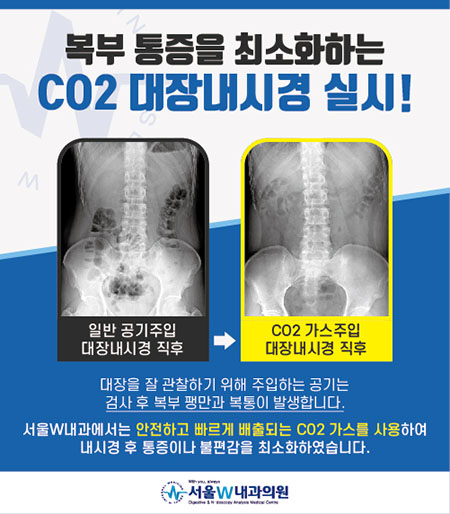 복부 통증을 최소화하는
CO2 대장내시경 실시!
일반 공기주입
대장내시경 직후
CO2 가스주입
대장내시경 직후
대장을 잘 관찰하기 위해 주입하는 공기는
검사 후 복부 팽만과 복통이 발생합니다.
서울W내과에서는 안전하고 빠르게 배출되는 CO2 가스를 사용하여
내시경 후 통증이나 불편감을 최소화하였습니다.
서울W내과의원
Digestive & Endoscopy Analysis Medical Centre